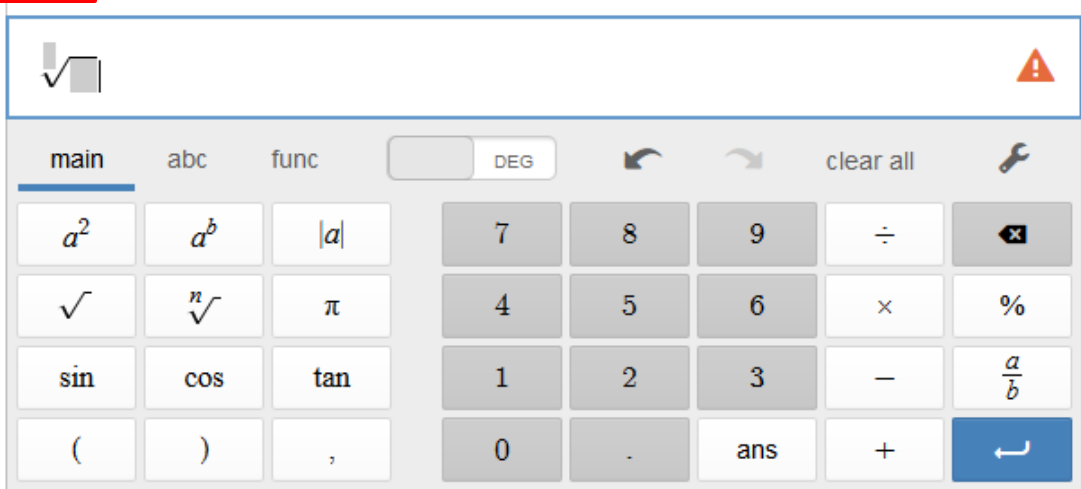 √
main abc func DEG clear all
a² aᵇ |a| 7 8 9 ÷
√ ⁿ√ π 4 5 6 × %
sin cos tan 1 2 3 − a/b
( ) , 0 . ans +